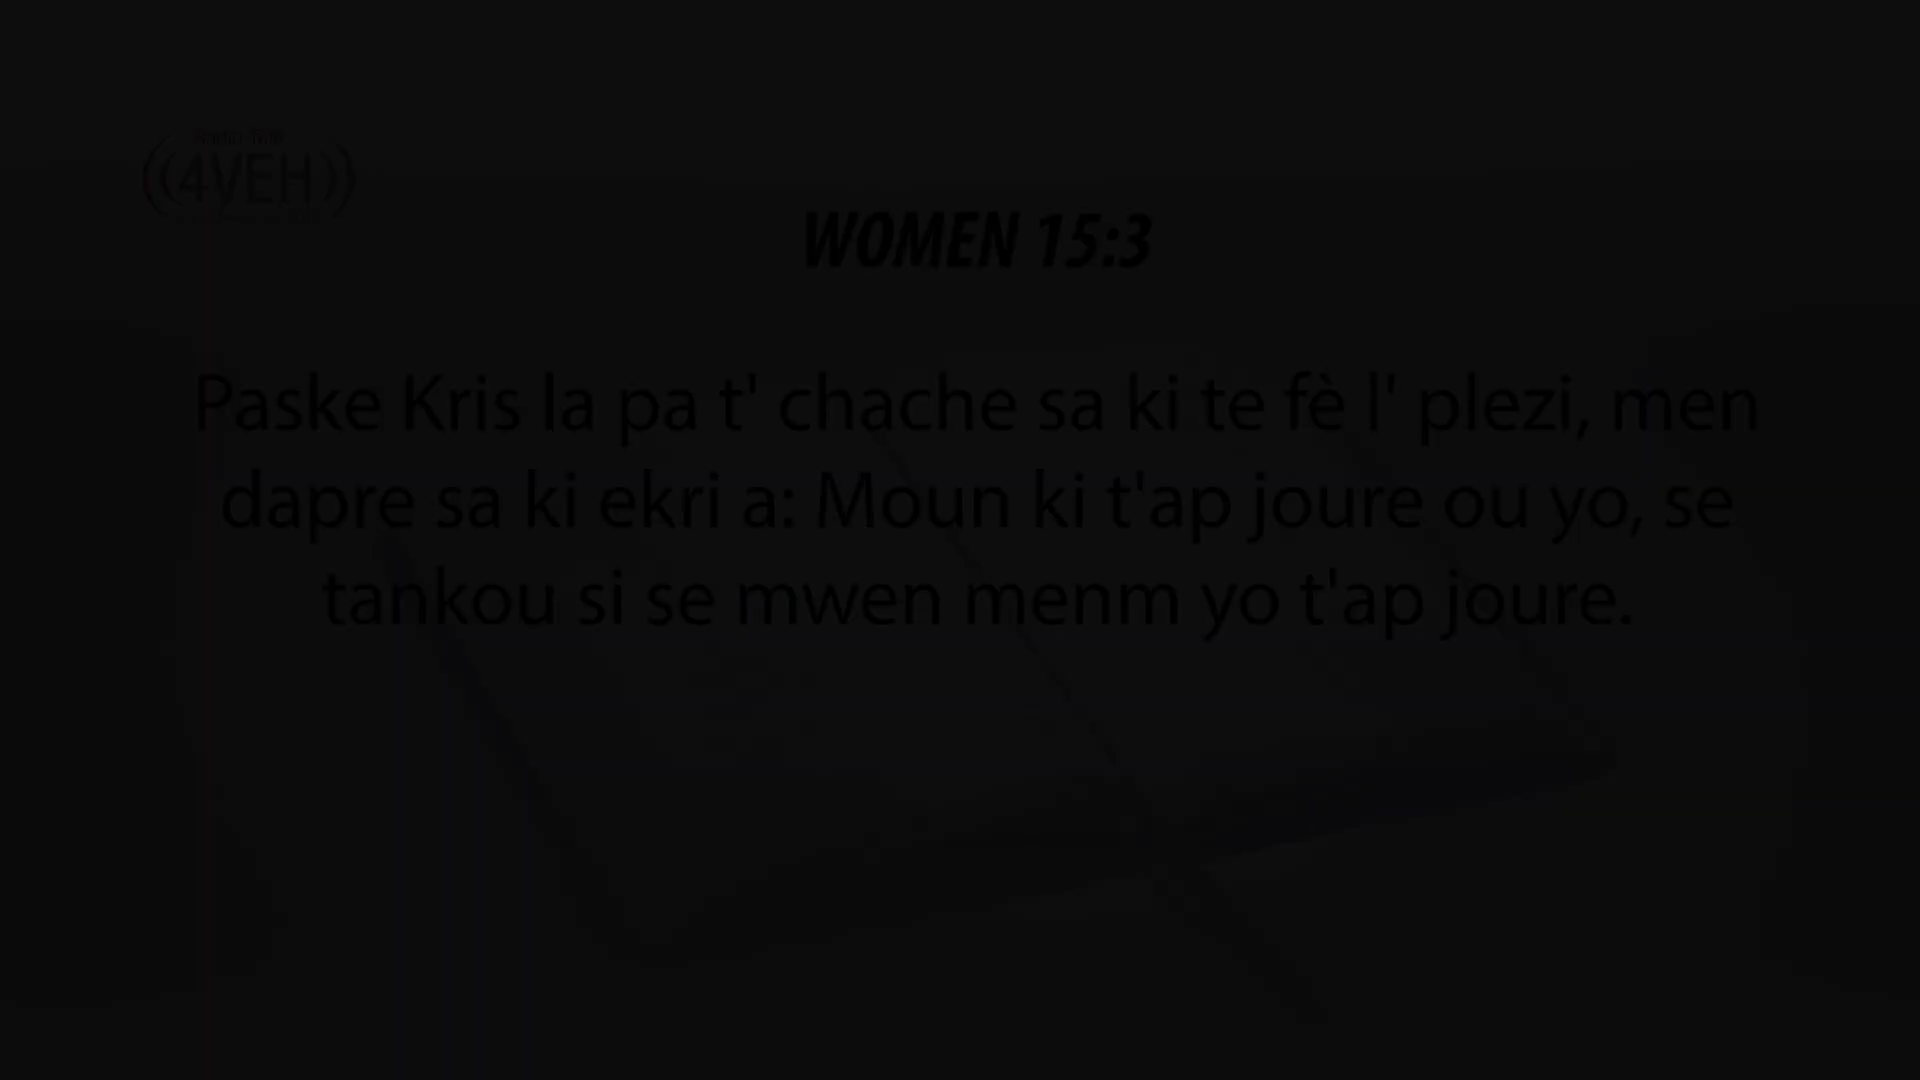 ((4VEH))
WOMEN 15:3
Paske Kris la pa t' chache sa ki te fè l' plezi, men
dapre sa ki ekri a: Moun ki t'ap joure ou yo, se
tankou si se mwen menm yo t'ap joure.